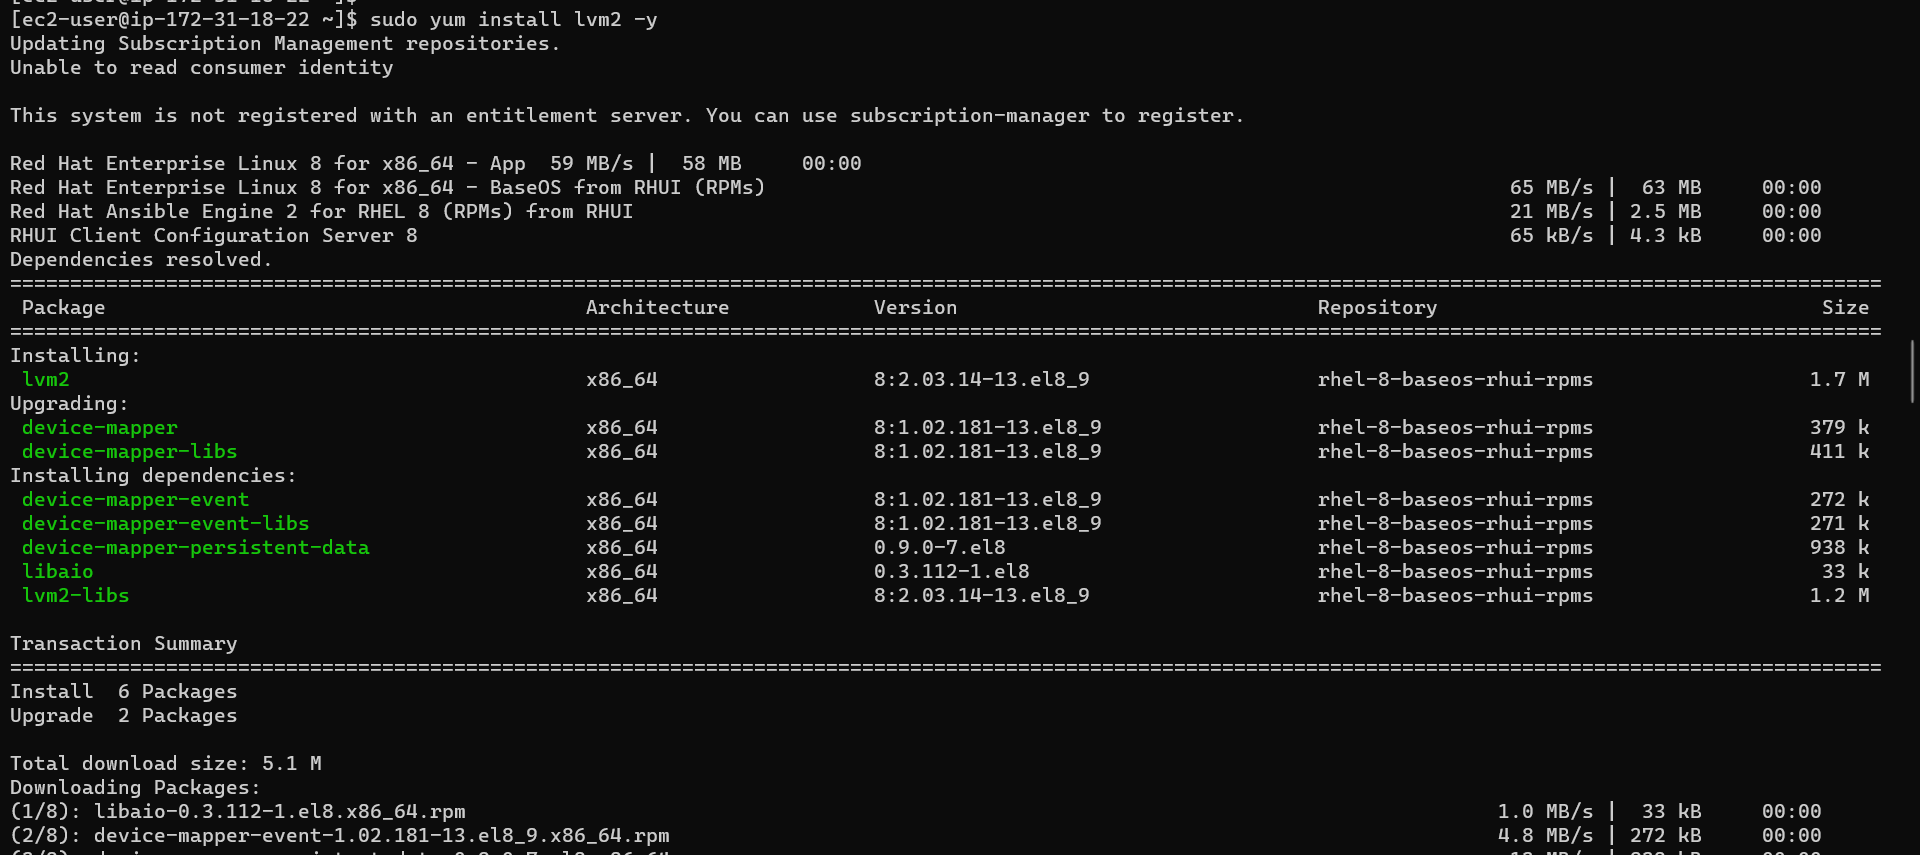 [ec2-user@ip-172-31-18-22 ~]$
[ec2-user@ip-172-31-18-22 ~]$ sudo yum install lvm2 -y
Updating Subscription Management repositories.
Unable to read consumer identity
This system is not registered with an entitlement server. You can use subscription-manager to register.
Red Hat Enterprise Linux 8 for x86_64 - App  59 MB/s |  58 MB     00:00
Red Hat Enterprise Linux 8 for x86_64 - BaseOS from RHUI (RPMs)    65 MB/s |  63 MB     00:00
Red Hat Ansible Engine 2 for RHEL 8 (RPMs) from RHUI    21 MB/s | 2.5 MB     00:00
RHUI Client Configuration Server 8    65 kB/s | 4.3 kB     00:00
Dependencies resolved.
============================================================================================================================================================
 Package    Architecture    Version    Repository    Size
============================================================================================================================================================
Installing:
 lvm2    x86_64    8:2.03.14-13.el8_9    rhel-8-baseos-rhui-rpms    1.7 M
Upgrading:
 device-mapper    x86_64    8:1.02.181-13.el8_9    rhel-8-baseos-rhui-rpms    379 k
 device-mapper-libs    x86_64    8:1.02.181-13.el8_9    rhel-8-baseos-rhui-rpms    411 k
Installing dependencies:
 device-mapper-event    x86_64    8:1.02.181-13.el8_9    rhel-8-baseos-rhui-rpms    272 k
 device-mapper-event-libs    x86_64    8:1.02.181-13.el8_9    rhel-8-baseos-rhui-rpms    271 k
 device-mapper-persistent-data    x86_64    0.9.0-7.el8    rhel-8-baseos-rhui-rpms    938 k
 libaio    x86_64    0.3.112-1.el8    rhel-8-baseos-rhui-rpms    33 k
 lvm2-libs    x86_64    8:2.03.14-13.el8_9    rhel-8-baseos-rhui-rpms    1.2 M
Transaction Summary
============================================================================================================================================================
Install  6 Packages
Upgrade  2 Packages
Total download size: 5.1 M
Downloading Packages:
(1/8): libaio-0.3.112-1.el8.x86_64.rpm    1.0 MB/s |  33 kB     00:00
(2/8): device-mapper-event-1.02.181-13.el8_9.x86_64.rpm    4.8 MB/s | 272 kB     00:00